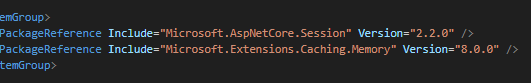 emGroup>
PackageReference Include="Microsoft.AspNetCore.Session" Version="2.2.0" />
PackageReference Include="Microsoft.Extensions.Caching.Memory" Version="8.0.0" />
temGroup>